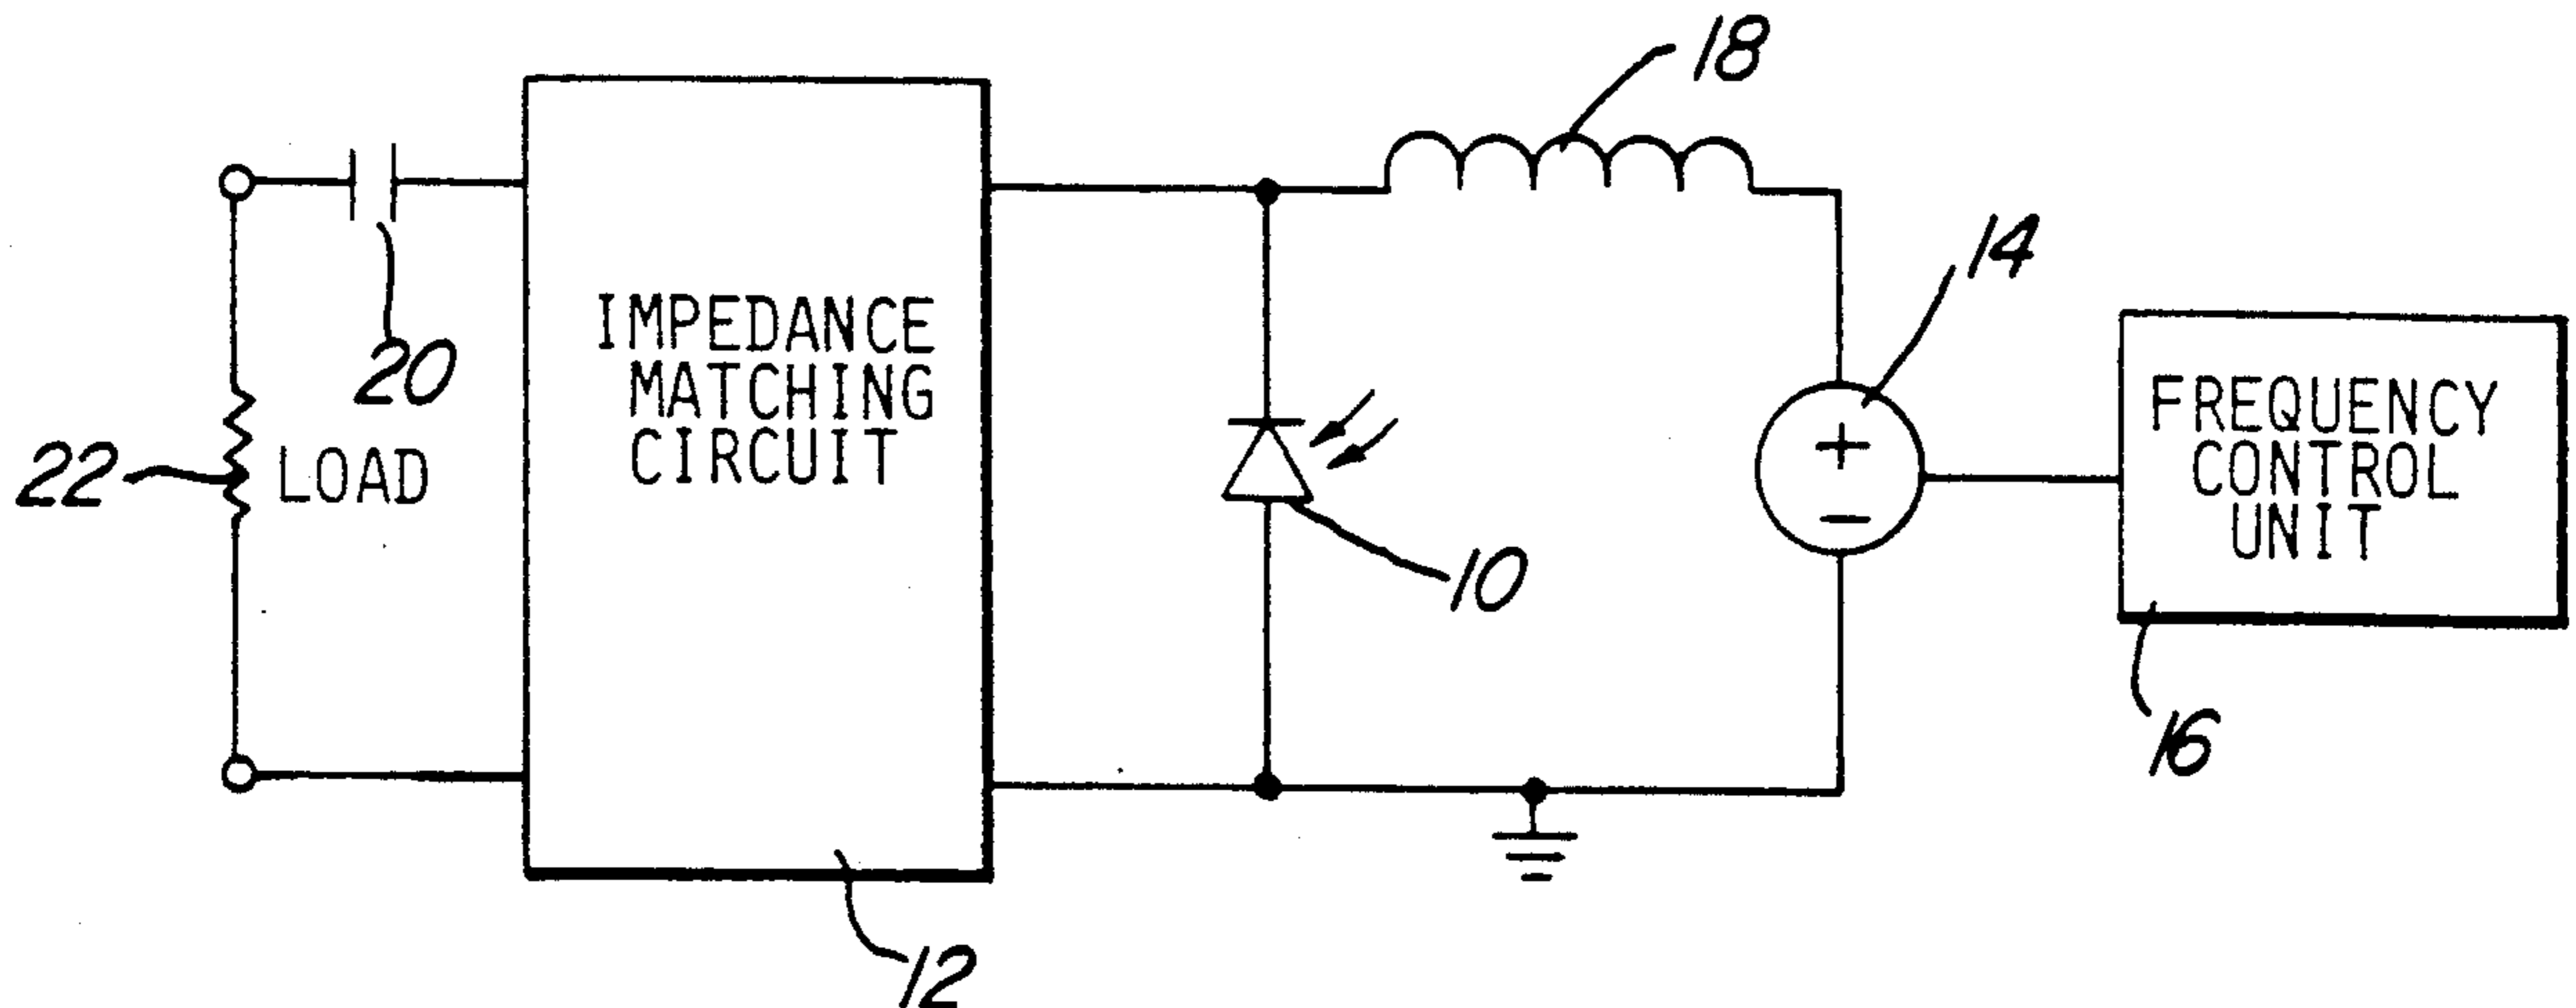 18
14
IMPEDANCE
MATCHING
CIRCUIT
20
FREQUENCY
CONTROL
UNIT
22
LOAD
10
16
12
+
−